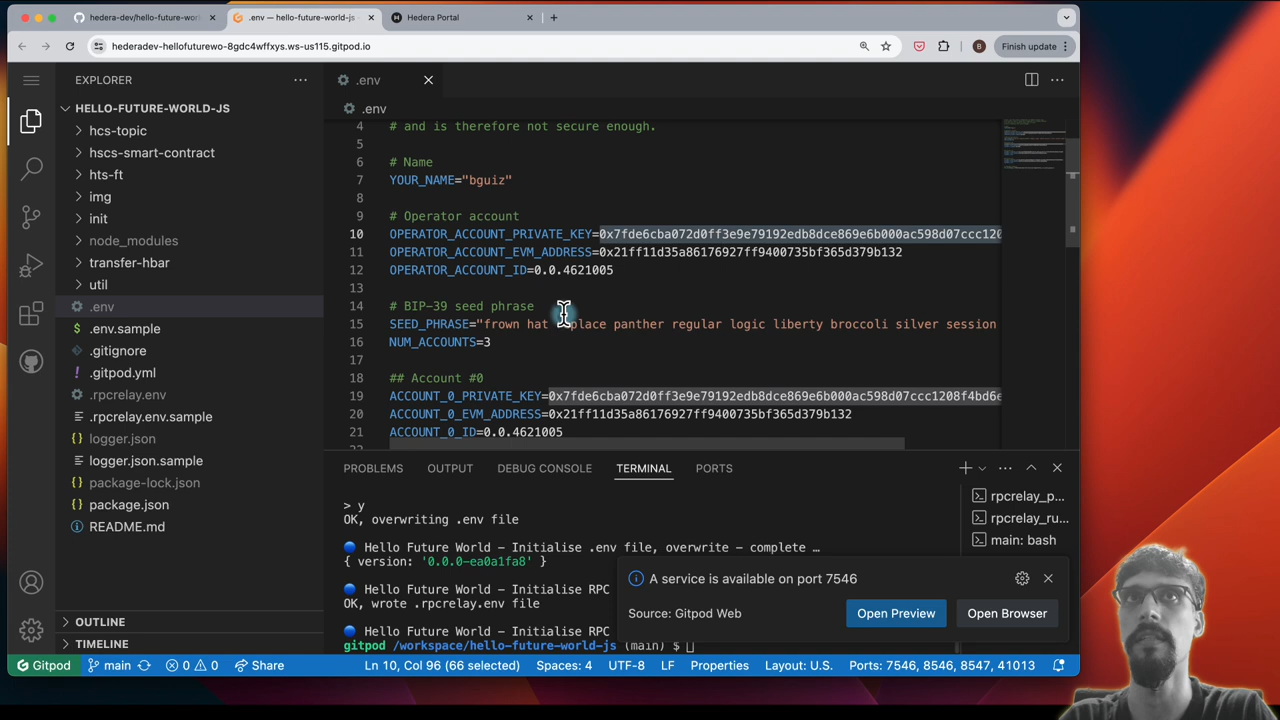 hedera-dev/hello-future-worl
.env — hello-future-world-js
Hedera Portal
hederadev-hellofuturewo-8gdc4wffxys.ws-us115.gitpod.io
B
Finish update
EXPLORER
HELLO-FUTURE-WORLD-JS
hcs-topic
hscs-smart-contract
hts-ft
img
init
node_modules
transfer-hbar
util
.env
.env.sample
.gitignore
.gitpod.yml
.rpcrelay.env
.rpcrelay.env.sample
logger.json
logger.json.sample
package-lock.json
package.json
README.md
OUTLINE
TIMELINE
.env
.env
4 # and is therefore not secure enough.
5
6 # Name
7 YOUR_NAME="bguiz"
8
9 # Operator account
10 OPERATOR_ACCOUNT_PRIVATE_KEY=0x7fde6cba072d0ff3e9e79192edb8dce869e6b000ac598d07ccc120
11 OPERATOR_ACCOUNT_EVM_ADDRESS=0x21ff11d35a86176927ff9400735bf365d379b132
12 OPERATOR_ACCOUNT_ID=0.0.4621005
13
14 # BIP-39 seed phrase
15 SEED_PHRASE="frown hat place panther regular logic liberty broccoli silver session
16 NUM_ACCOUNTS=3
17
18 ## Account #0
19 ACCOUNT_0_PRIVATE_KEY=0x7fde6cba072d0ff3e9e79192edb8dce869e6b000ac598d07ccc1208f4bd6e
20 ACCOUNT_0_EVM_ADDRESS=0x21ff11d35a86176927ff9400735bf365d379b132
21 ACCOUNT_0_ID=0.0.4621005
PROBLEMS OUTPUT DEBUG CONSOLE TERMINAL PORTS
> y
OK, overwriting .env file
Hello Future World – Initialise .env file, overwrite – complete …
{ version: '0.0.0-ea0a1fa8' }
Hello Future World – Initialise RPC
OK, wrote .rpcrelay.env file
Hello Future World – Initialise RPC
gitpod /workspace/hello-future-world-js (main) $
rpcrelay_p...
rpcrelay_ru...
main: bash
A service is available on port 7546
Source: Gitpod Web
Open Preview
Open Browser
Gitpod main 0 0 Share Ln 10, Col 96 (66 selected) Spaces: 4 UTF-8 LF Properties Layout: U.S. Ports: 7546, 8546, 8547, 41013